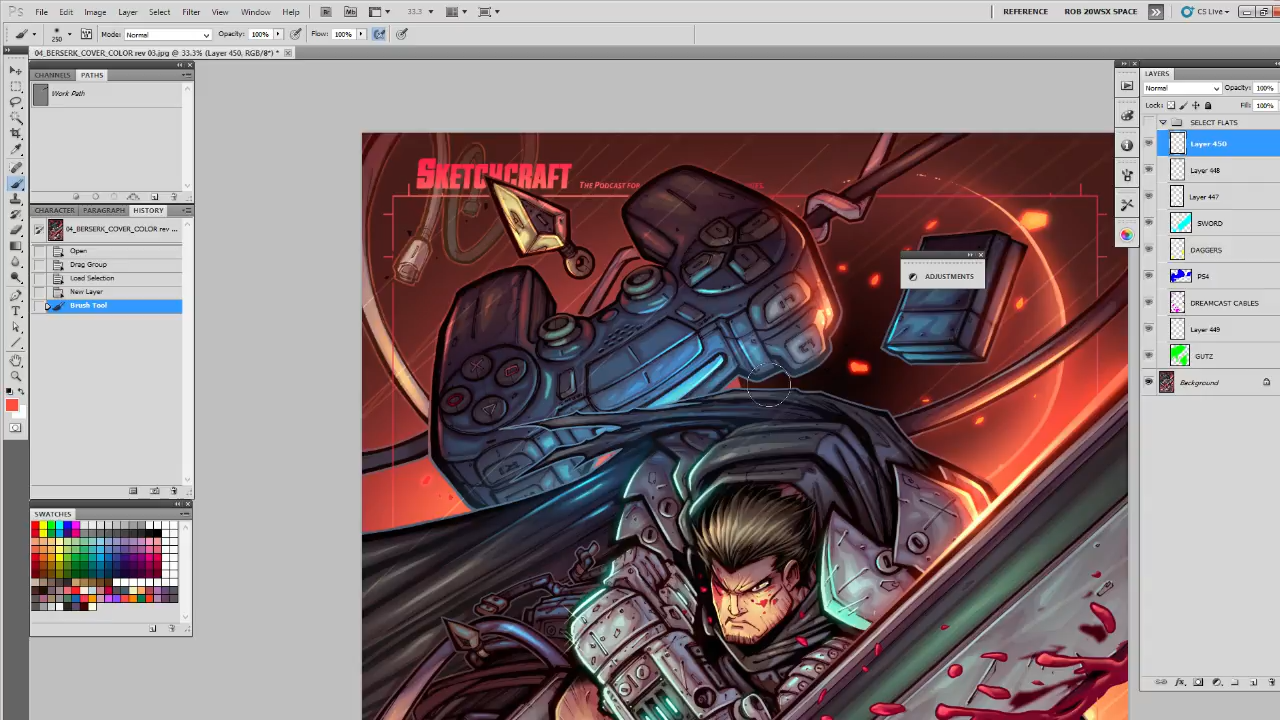 Ps File Edit Image Layer Select Filter View Window Help Br Mb 33.3 REFERENCE ROB 20WSX SPACE CS Live
250 Mode: Normal Opacity: 100% Flow: 100%
04_BERSERK_COVER_COLOR rev 03.jpg @ 33.3% (Layer 450, RGB/8*) *
CHANNELS PATHS
Work Path
CHARACTER PARAGRAPH HISTORY
04_BERSERK_COVER_COLOR rev ...
Open
Drag Group
Load Selection
New Layer
Brush Tool
SWATCHES
SKETCHCRAFT THE PODCAST FOR
ADJUSTMENTS
LAYERS
Normal Opacity: 100%
Lock: Fill: 100%
SELECT FLATS
Layer 450
Layer 448
Layer 447
SWORD
DAGGERS
PS4
DREAMCAST CABLES
Layer 449
GUTZ
Background
fx